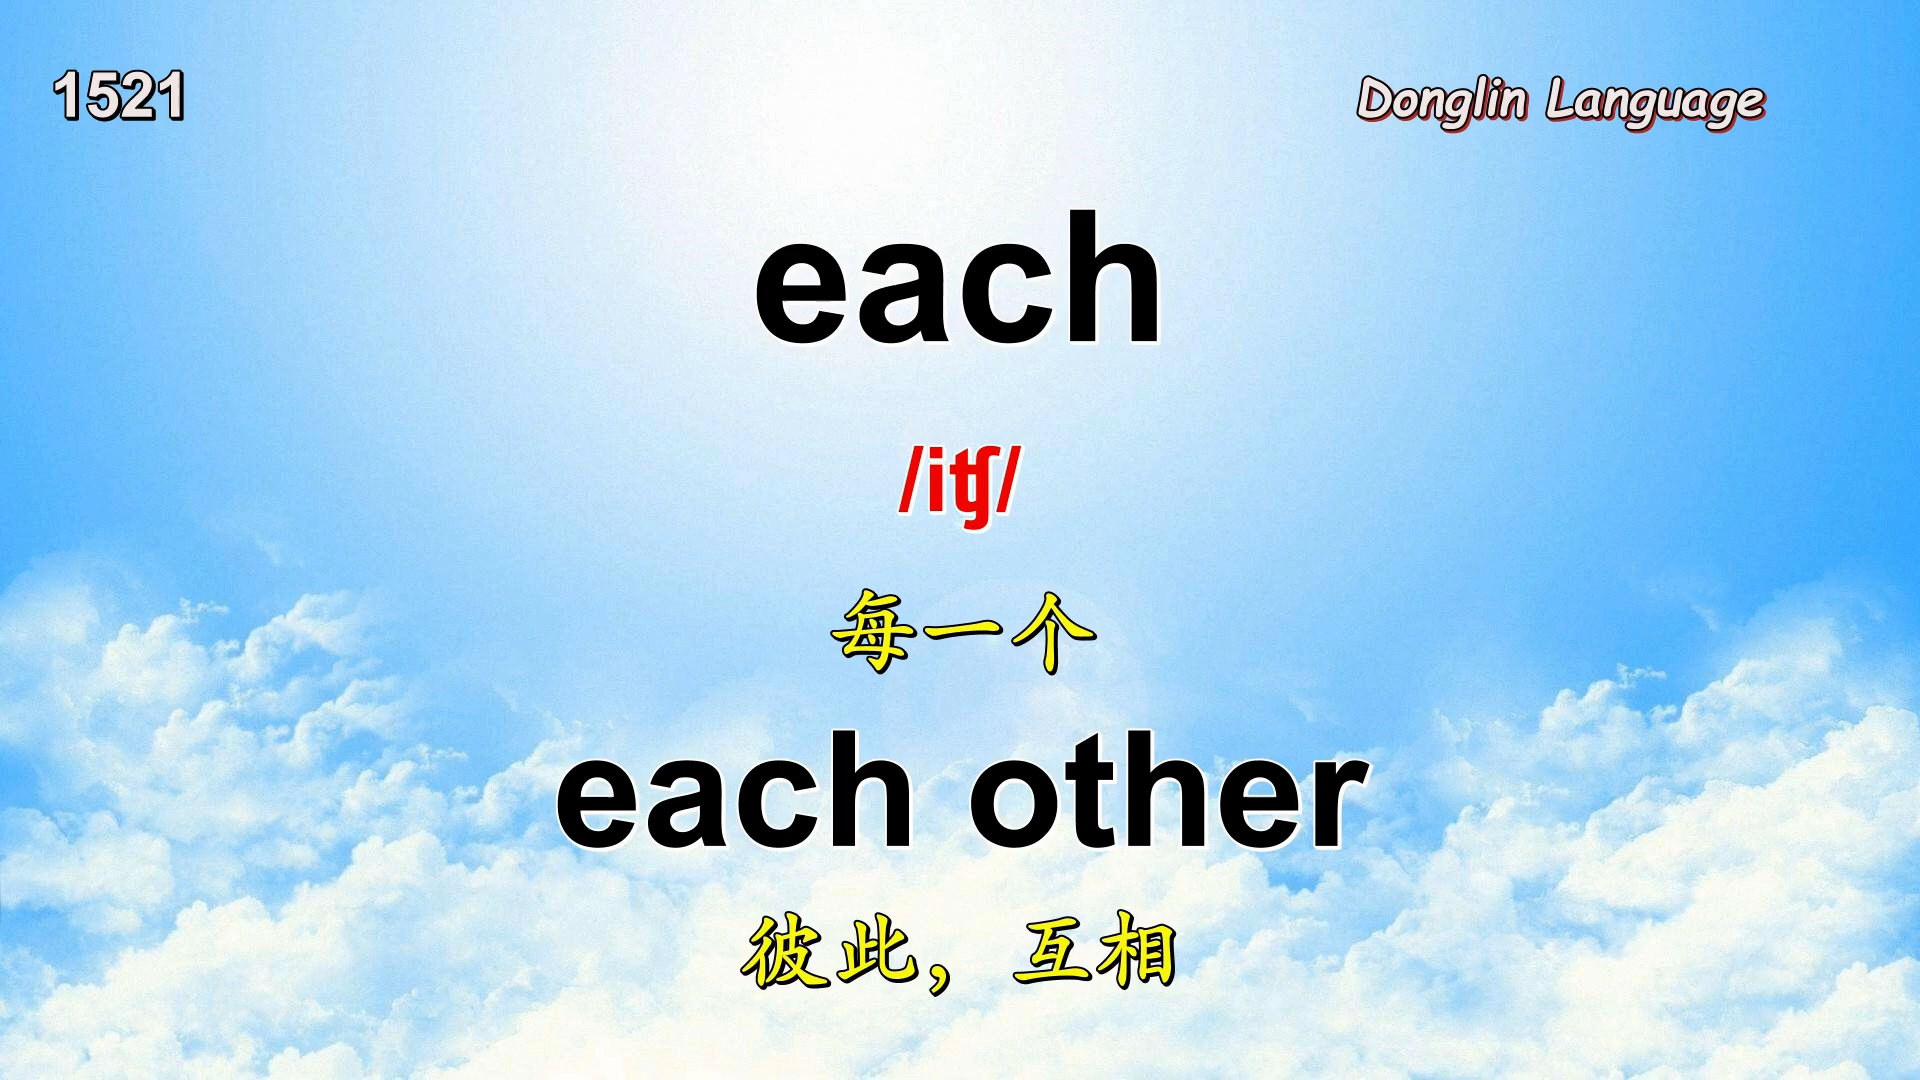 1521
Donglin Language
each
/iʧ/
每一个
each other
彼此，互相